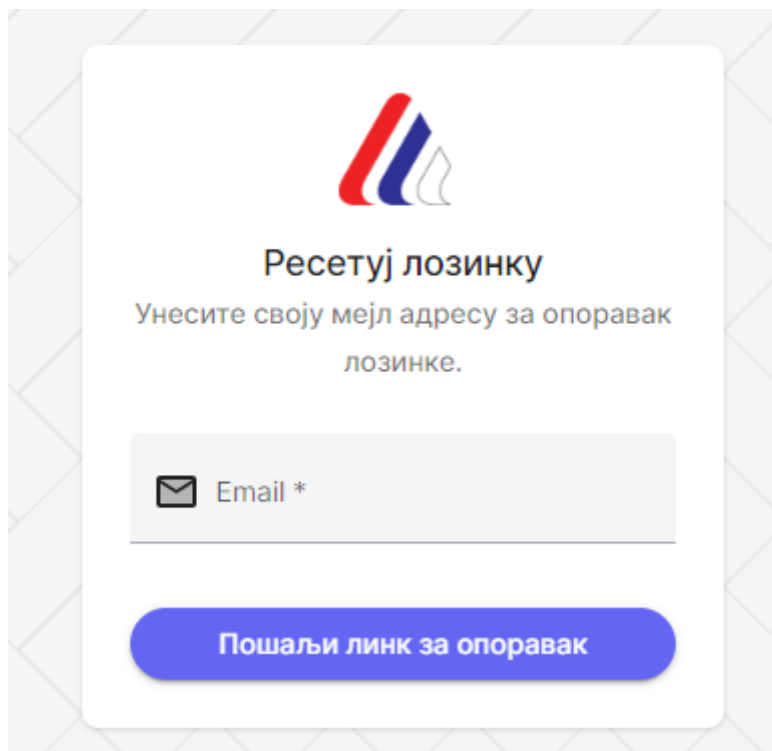 Ресетуј лозинку
Унесите своју мејл адресу за опоравак
лозинке.
Email *
Пошаљи линк за опоравак